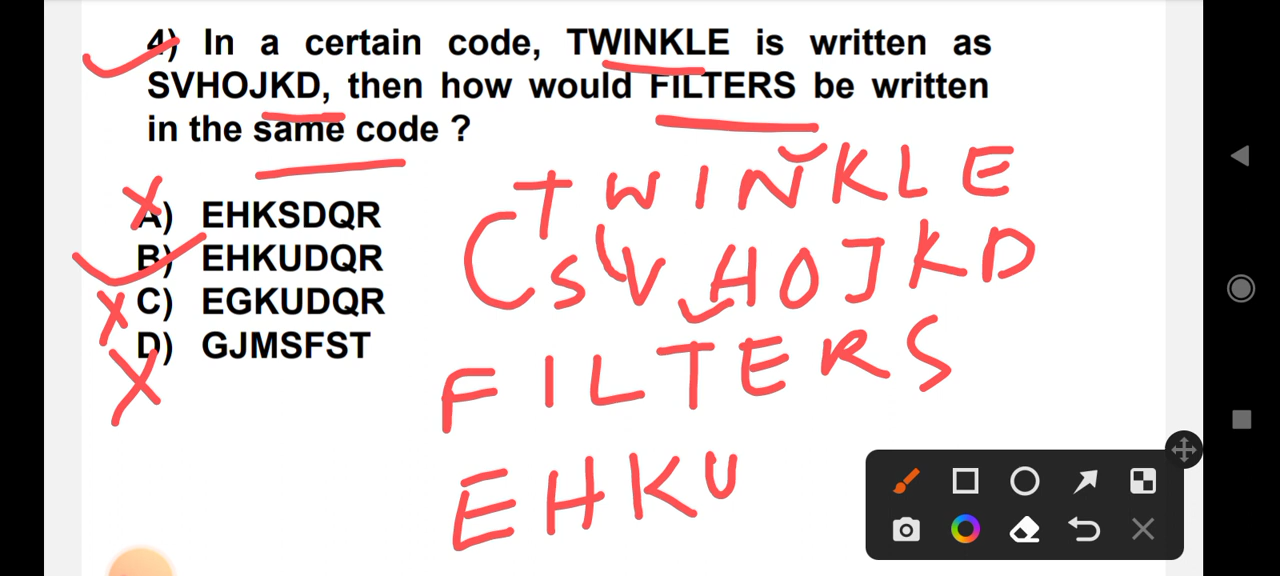 4) In a certain code, TWINKLE is written as
SVHOJKD, then how would FILTERS be written
in the same code ?
A) EHKSDQR
B) EHKUDQR
C) EGKUDQR
D) GJMSFST
TWINKLE
SVHOJKD
FILTERS
EHKU